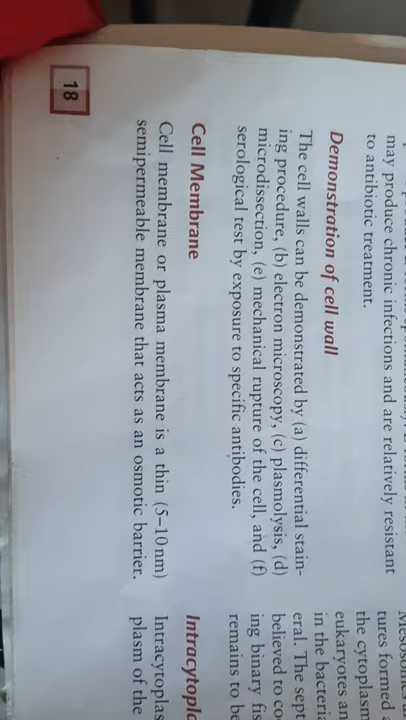 may produce chronic infections and are relatively resistant
to antibiotic treatment.
Demonstration of cell wall
The cell walls can be demonstrated by (a) differential stain-
ing procedure, (b) electron microscopy, (c) plasmolysis, (d)
microdissection, (e) mechanical rupture of the cell, and (f)
serological test by exposure to specific antibodies.
Cell Membrane
Cell membrane or plasma membrane is a thin (5–10 nm)
semipermeable membrane that acts as an osmotic barrier.
18
tures formed
the cytoplasm
eukaryotes an
in the bacteri
eral. The sept
believed to co
ing binary fis
remains to be
Intracytopl
Intracytoplas
plasm of the